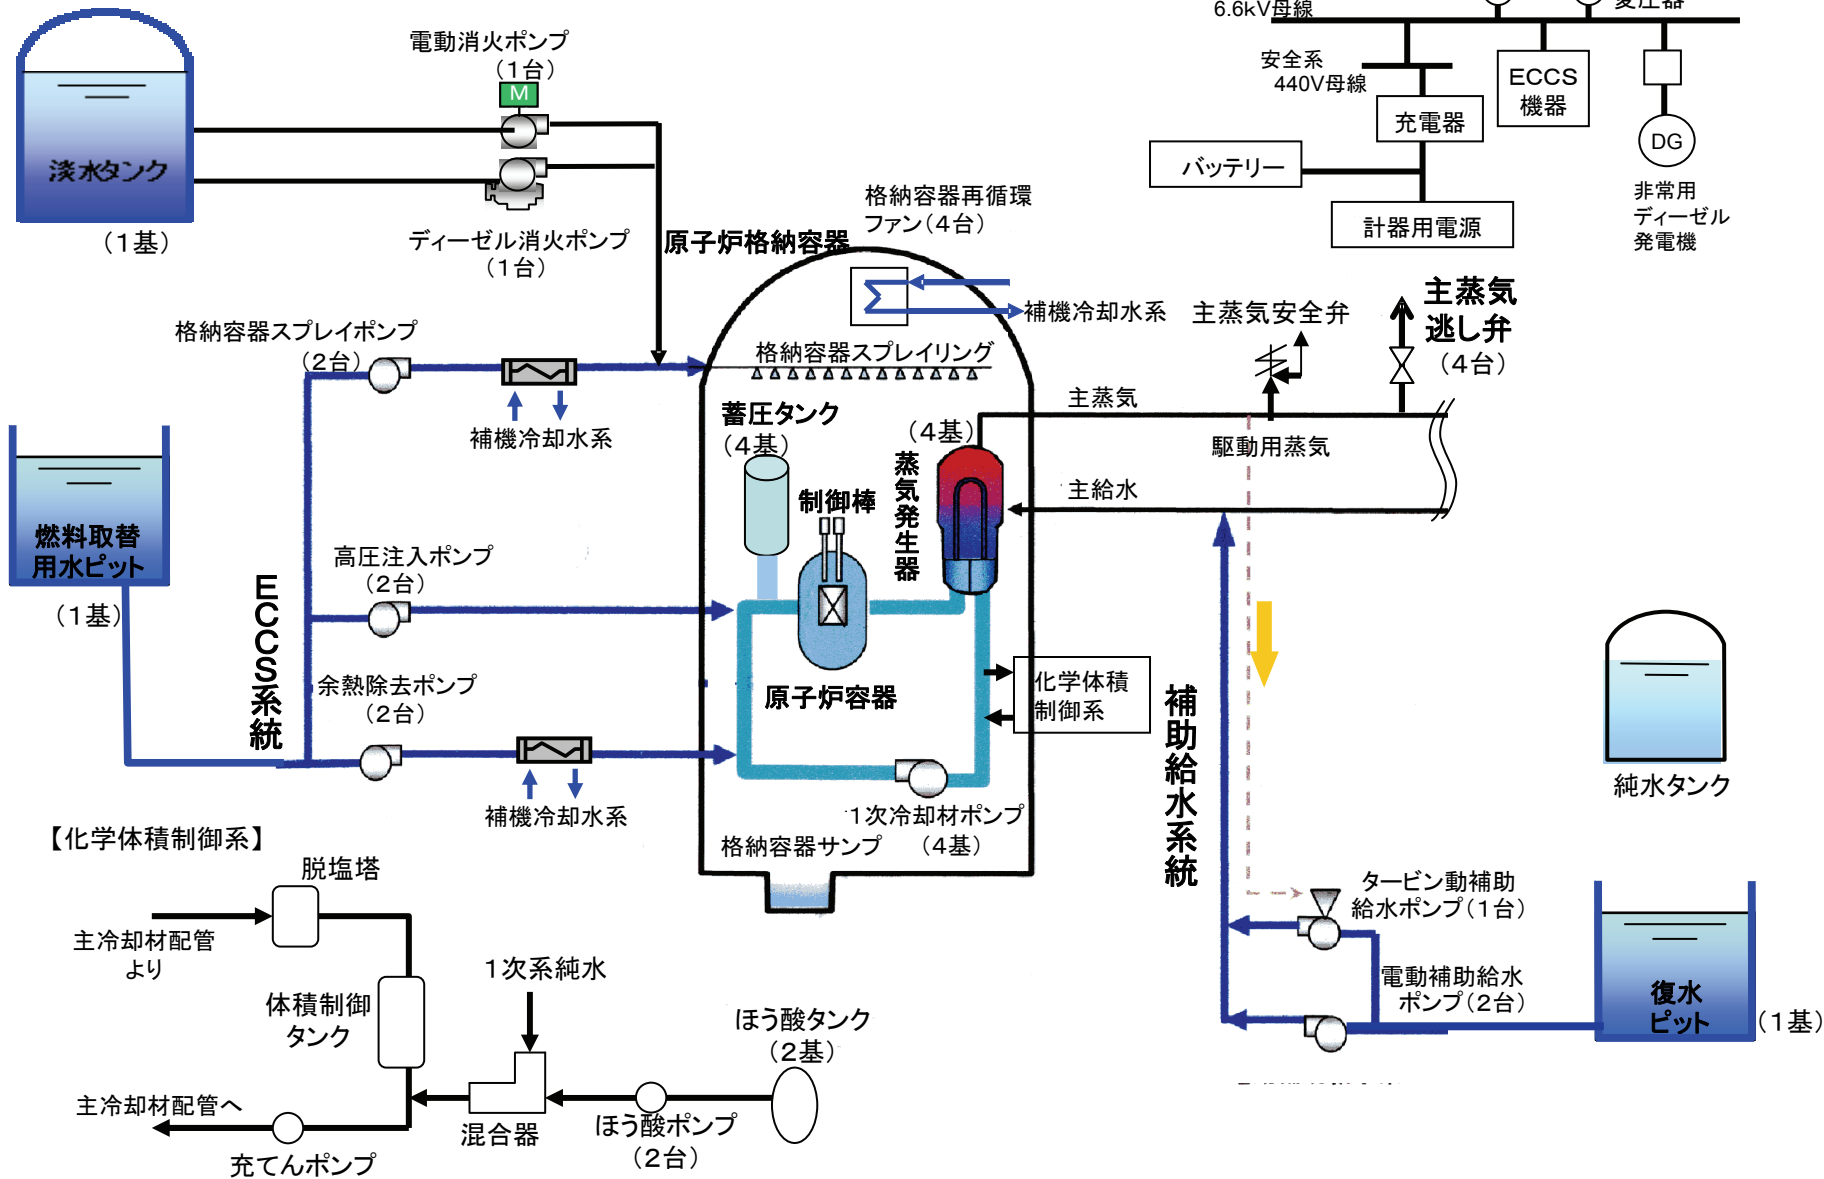 6.6kV母線
変圧器
安全系
440V母線
ECCS
機器
充電器
DG
バッテリー
計器用電源
非常用
ディーゼル
発電機
電動消火ポンプ
(1台)
M
淡水タンク
(1基)
ディーゼル消火ポンプ
(1台)
原子炉格納容器
格納容器再循環
ファン(4台)
補機冷却水系
主蒸気安全弁
主蒸気
逃し弁
(4台)
格納容器スプレイポンプ
(2台)
格納容器スプレイリング
補機冷却水系
蓄圧タンク
(4基)
(4基)
蒸気発生器
制御棒
主蒸気
駆動用蒸気
主給水
燃料取替
用水ピット
(1基)
ECCS系統
高圧注入ポンプ
(2台)
余熱除去ポンプ
(2台)
補機冷却水系
原子炉容器
化学体積
制御系
1次冷却材ポンプ
(4基)
格納容器サンプ
補助給水系統
純水タンク
タービン動補助
給水ポンプ(1台)
電動補助給水
ポンプ(2台)
復水
ピット
(1基)
【化学体積制御系】
脱塩塔
主冷却材配管
より
体積制御
タンク
1次系純水
ほう酸タンク
(2基)
主冷却材配管へ
充てんポンプ
混合器
ほう酸ポンプ
(2台)